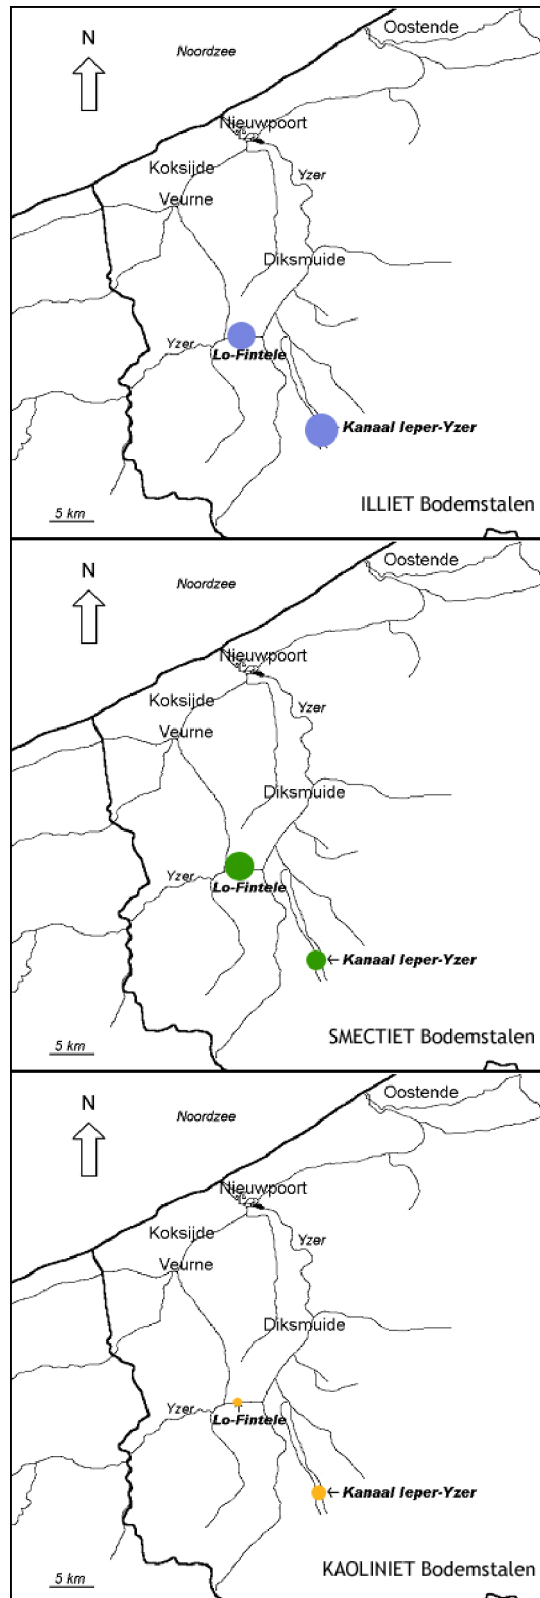 Oostende
N
Noordzee
Nieuwpoort
Koksijde
Yzer
Veurne
Diksmuide
Yzer
Lo-Fintele
Kanaal Ieper-Yzer
ILLIET Bodemstalen
5 km
Oostende
N
Noordzee
Nieuwpoort
Koksijde
Yzer
Veurne
Diksmuide
Yzer
Lo-Fintele
Kanaal Ieper-Yzer
SMECTIET Bodemstalen
5 km
Oostende
N
Noordzee
Nieuwpoort
Koksijde
Yzer
Veurne
Diksmuide
Yzer
Lo-Fintele
Kanaal Ieper-Yzer
KAOLINIET Bodemstalen
5 km